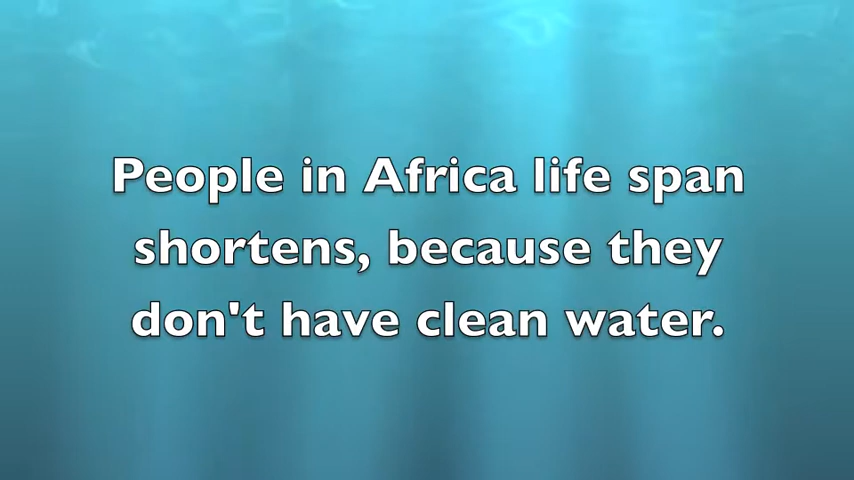 People in Africa life span
shortens, because they
don't have clean water.